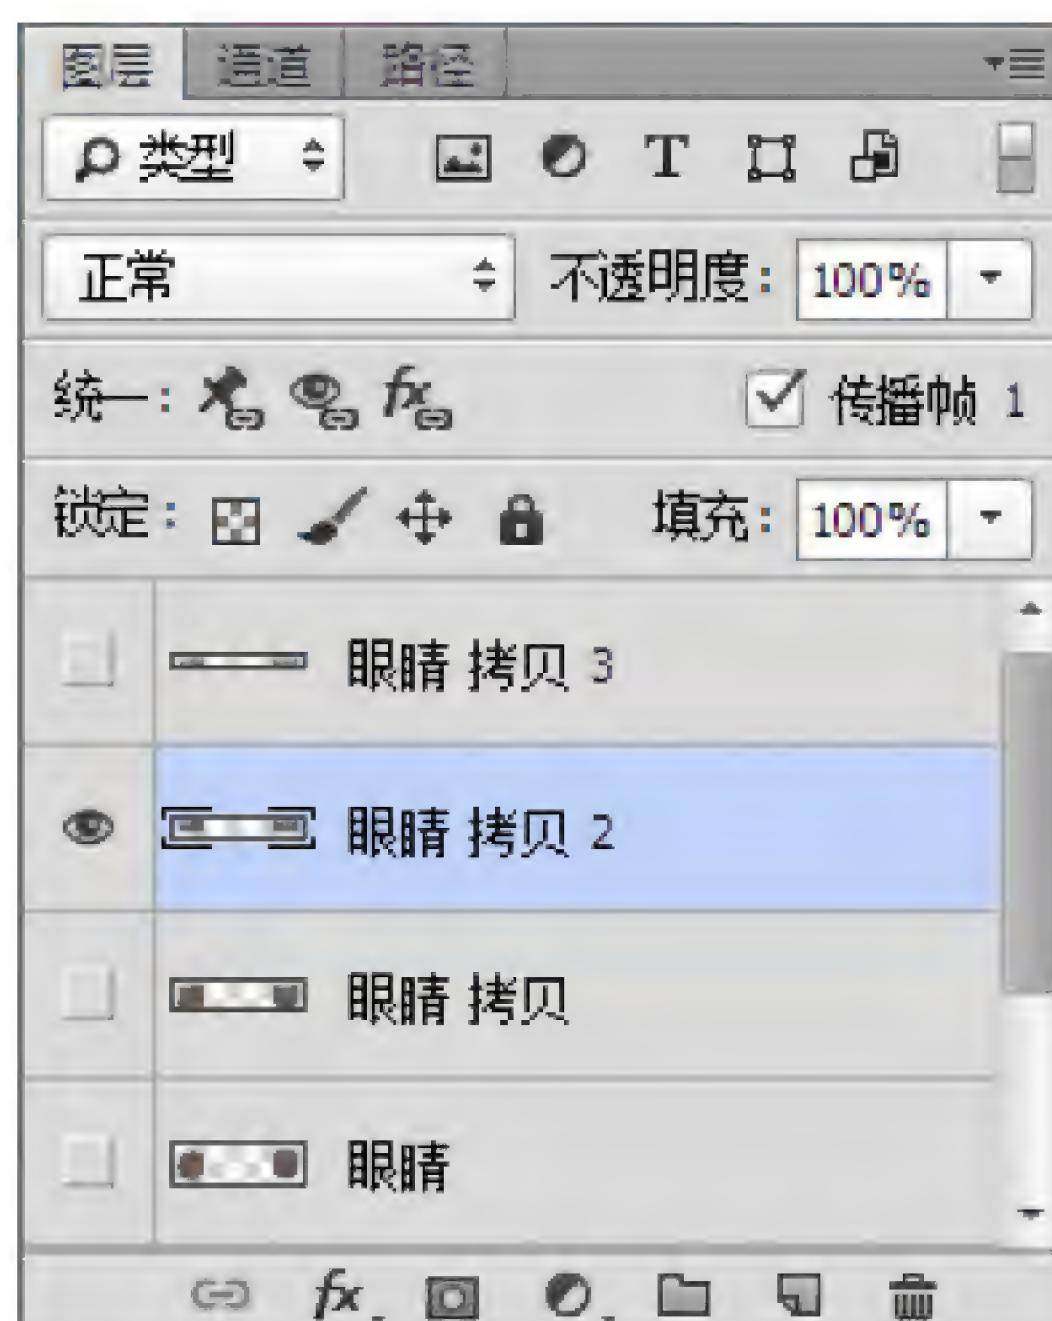 图层 通道 路径
类型
正常 不透明度： 100%
统一： 传播帧 1
锁定： 填充： 100%
眼睛 拷贝 3
眼睛 拷贝 2
眼睛 拷贝
眼睛